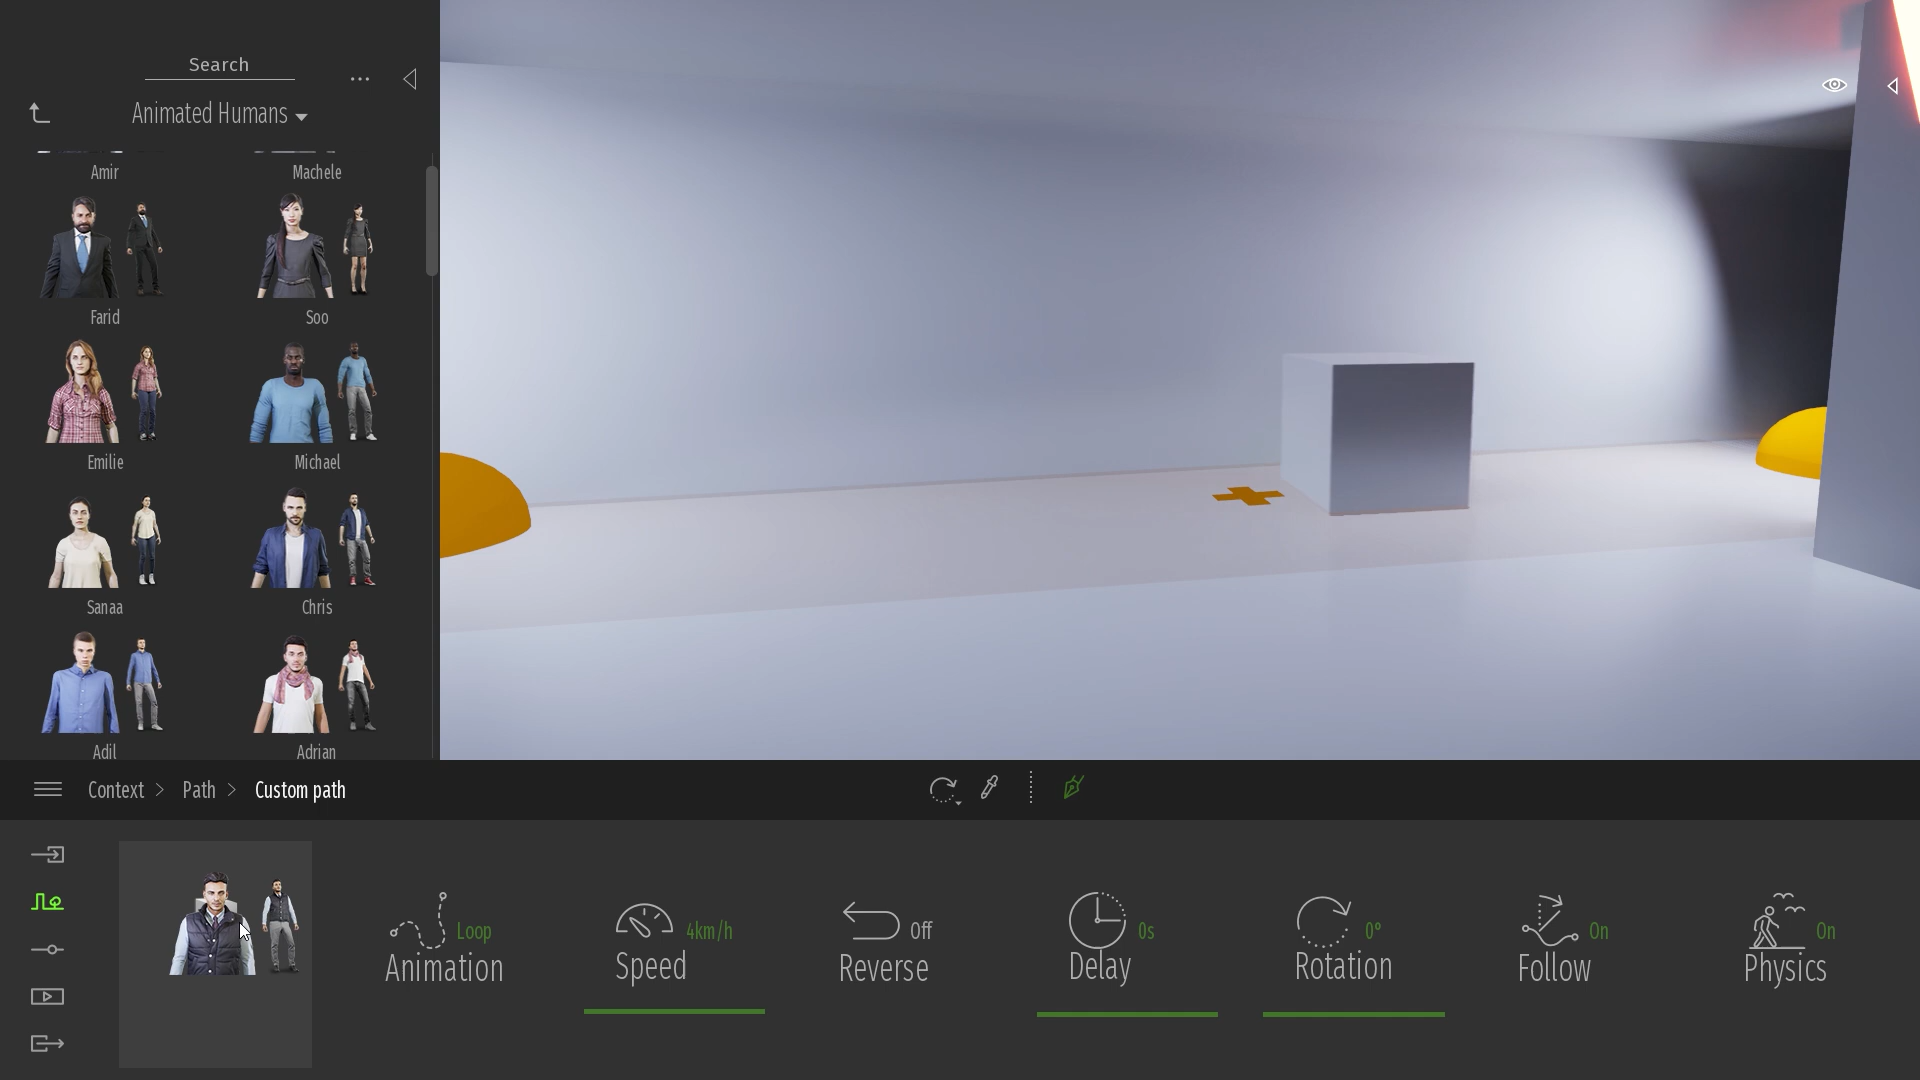 Search
Animated Humans
Amir
Machele
Farid
Soo
Emilie
Michael
Sanaa
Chris
Adil
Adrian
Context > Path > Custom path
Loop
Animation
4km/h
Speed
Off
Reverse
0s
Delay
0°
Rotation
On
Follow
On
Physics